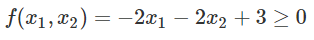 f(x₁, x₂) = −2x₁ − 2x₂ + 3 ≥ 0